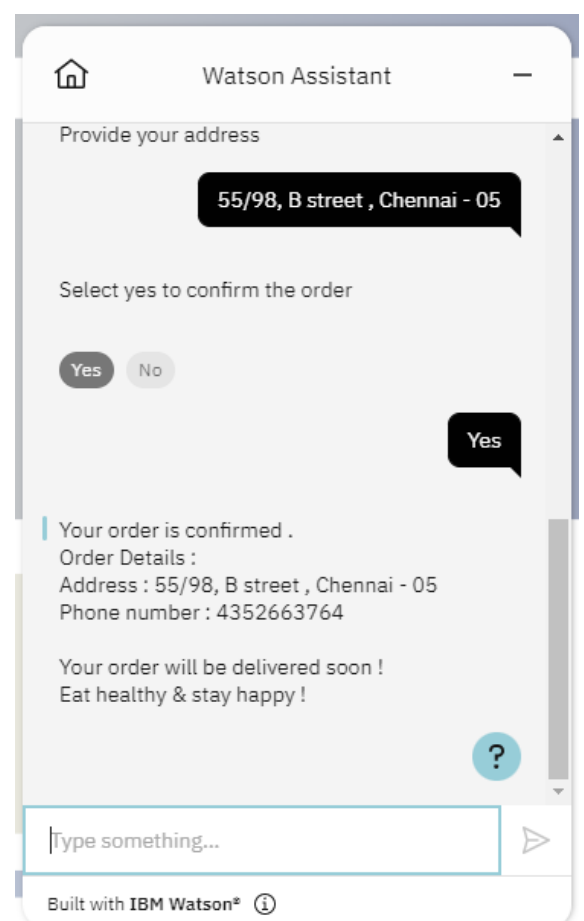 Watson Assistant
Provide your address
55/98, B street , Chennai - 05
Select yes to confirm the order
Yes No
Yes
Your order is confirmed .
Order Details :
Address : 55/98, B street , Chennai - 05
Phone number : 4352663764
Your order will be delivered soon !
Eat healthy & stay happy !
?
Type something...
Built with IBM Watson®